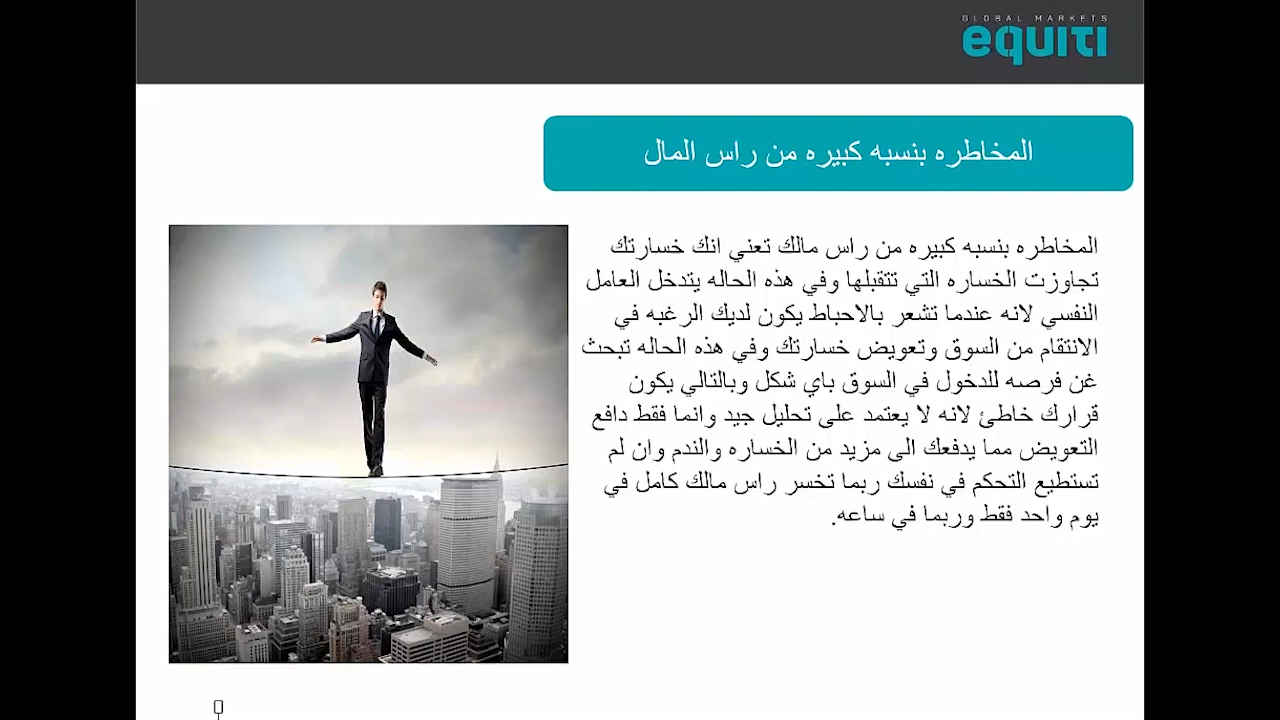 GLOBAL MARKETS
equiti
المخاطره بنسبه كبيره من راس المال
المخاطره بنسبه كبيره من راس مالك تعني انك خسارتك
تجاوزت الخساره التي تتقبلها وفي هذه الحاله يتدخل العامل
النفسي لانه عندما تشعر بالاحباط يكون لديك الرغبه في
الانتقام من السوق وتعويض خسارتك وفي هذه الحاله تبحث
غن فرصه للدخول في السوق باي شكل وبالتالي يكون
قرارك خاطئ لانه لا يعتمد على تحليل جيد وانما فقط دافع
التعويض مما يدفعك الى مزيد من الخساره والندم وان لم
تستطيع التحكم في نفسك ربما تخسر راس مالك كامل في
يوم واحد فقط وربما في ساعه.